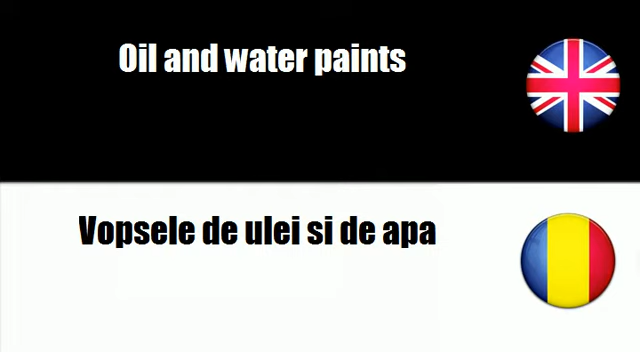 Oil and water paints
Vopsele de ulei si de apa